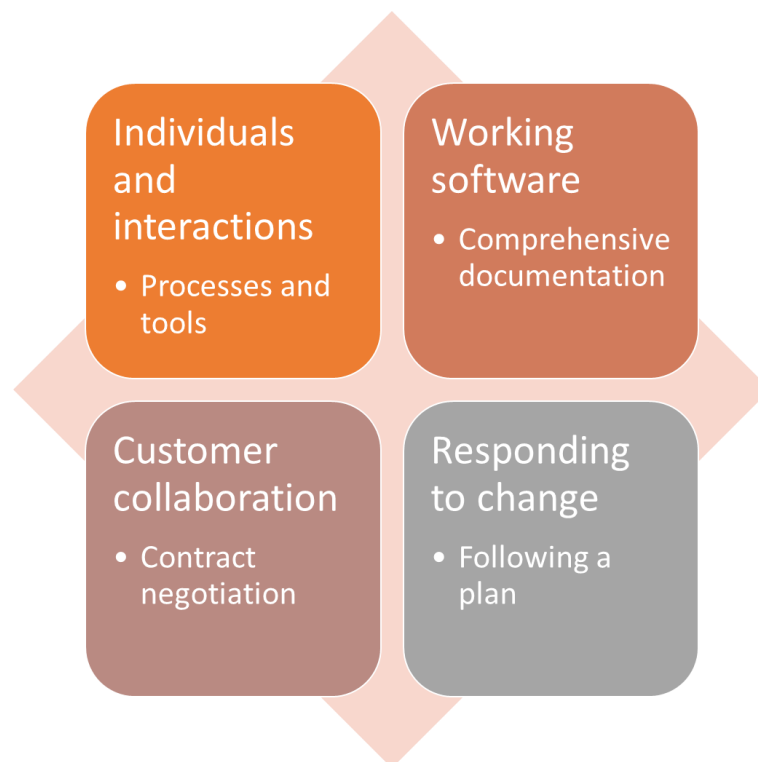 Individuals
and
interactions
• Processes and
tools
Working
software
• Comprehensive
documentation
Customer
collaboration
• Contract
negotiation
Responding
to change
• Following a
plan